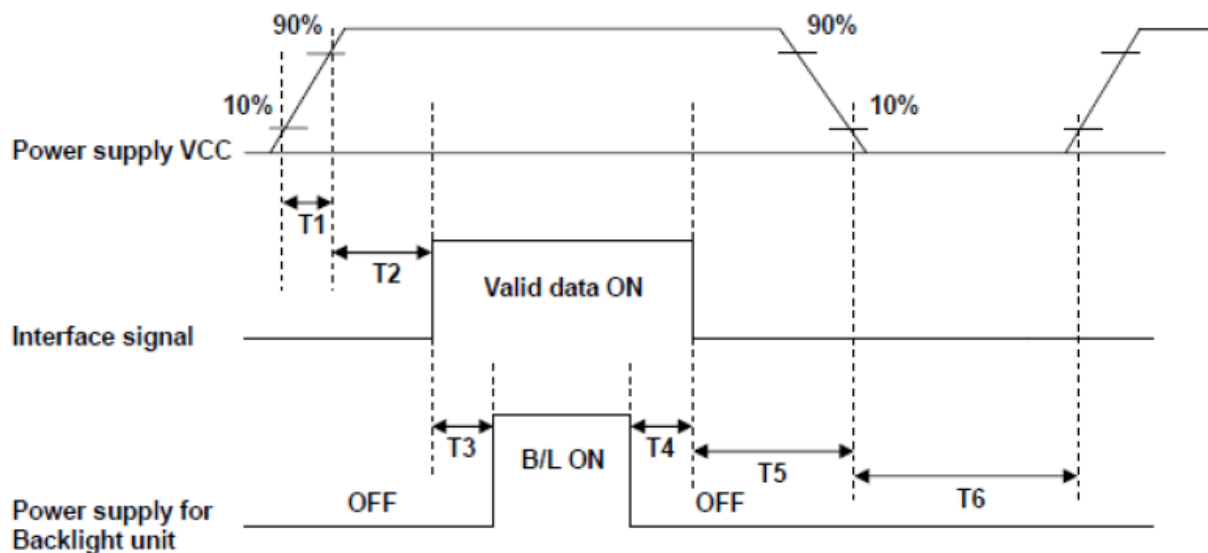 90%
90%
10%
10%
Power supply VCC
T1
T2
Valid data ON
Interface signal
T3
B/L ON
T4
T5
T6
OFF
OFF
Power supply for
Backlight unit